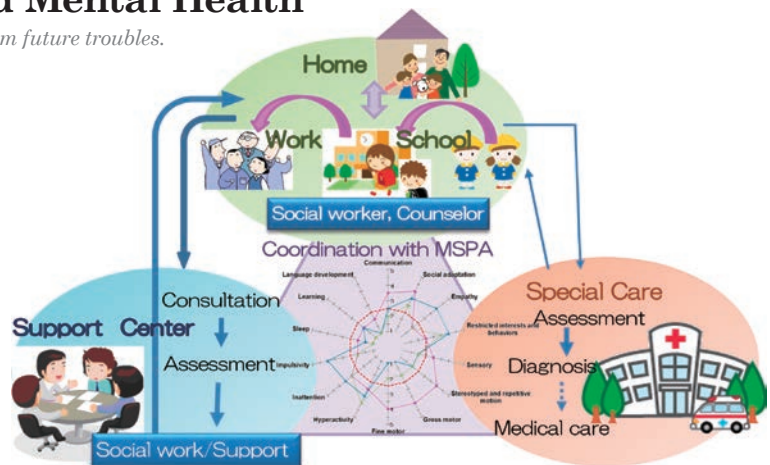 d Mental Health
m future troubles.
Home
Work
School
Social worker, Counselor
Coordination with MSPA
Communication
Language development
Social adaptation
Learning
Empathy
Sleep
Restricted interests and
behaviors
Impulsivity
Sensory
Inattention
Stereotyped and repetitive
motion
Hyperactivity
Gross motor
Fine motor
Support Center
Consultation
Assessment
Social work/Support
Special Care
Assessment
Diagnosis
Medical care